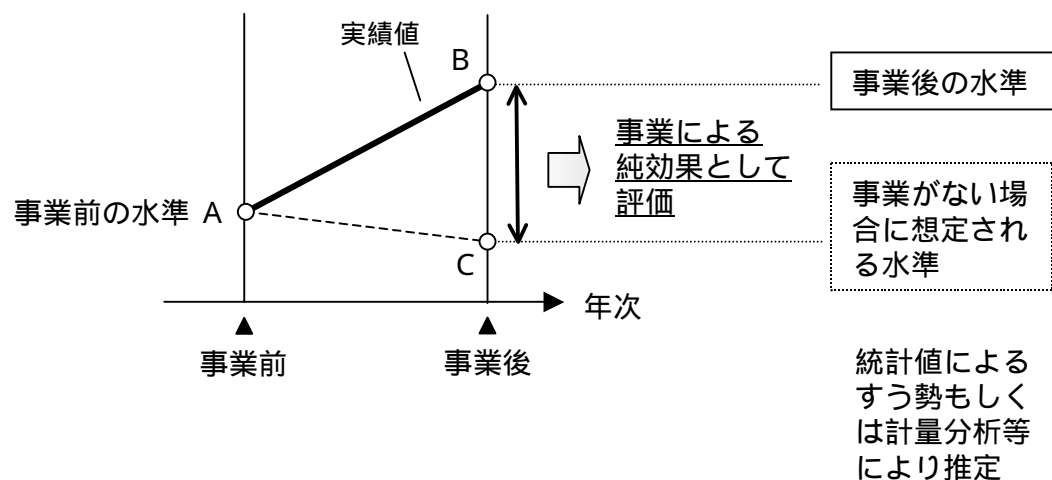 実績値
B
事業後の水準
事業による
純効果として
評価
事業前の水準 A
事業がない場
合に想定され
る水準
C
年次
事業前
事業後
統計値による
すう勢もしく
は計量分析等
により推定